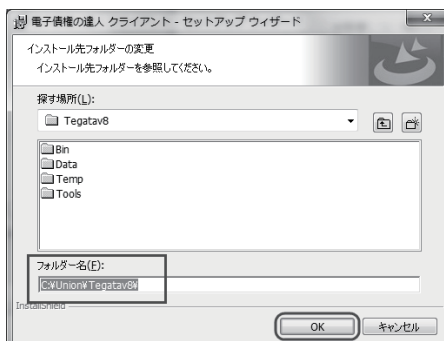 電子債権の達人 クライアント - セットアップ ウィザード
インストール先フォルダーの変更
インストール先フォルダーを参照してください。
探す場所(L):
Tegatav8
Bin
Data
Temp
Tools
フォルダー名(F):
C:¥Union¥Tegatav8¥
InstallShield
OK
キャンセル